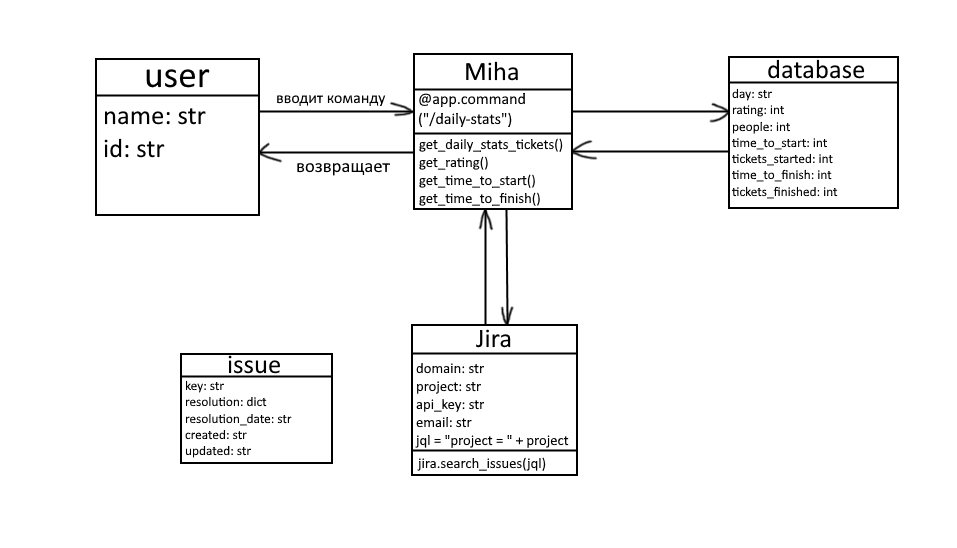 user
name: str
id: str
вводит команду
возвращает
Miha
@app.command
("/daily-stats")
get_daily_stats_tickets()
get_rating()
get_time_to_start()
get_time_to_finish()
database
day: str
rating: int
people: int
time_to_start: int
tickets_started: int
time_to_finish: int
tickets_finished: int
issue
key: str
resolution: dict
resolution_date: str
created: str
updated: str
Jira
domain: str
project: str
api_key: str
email: str
jql = "project = " + project
jira.search_issues(jql)